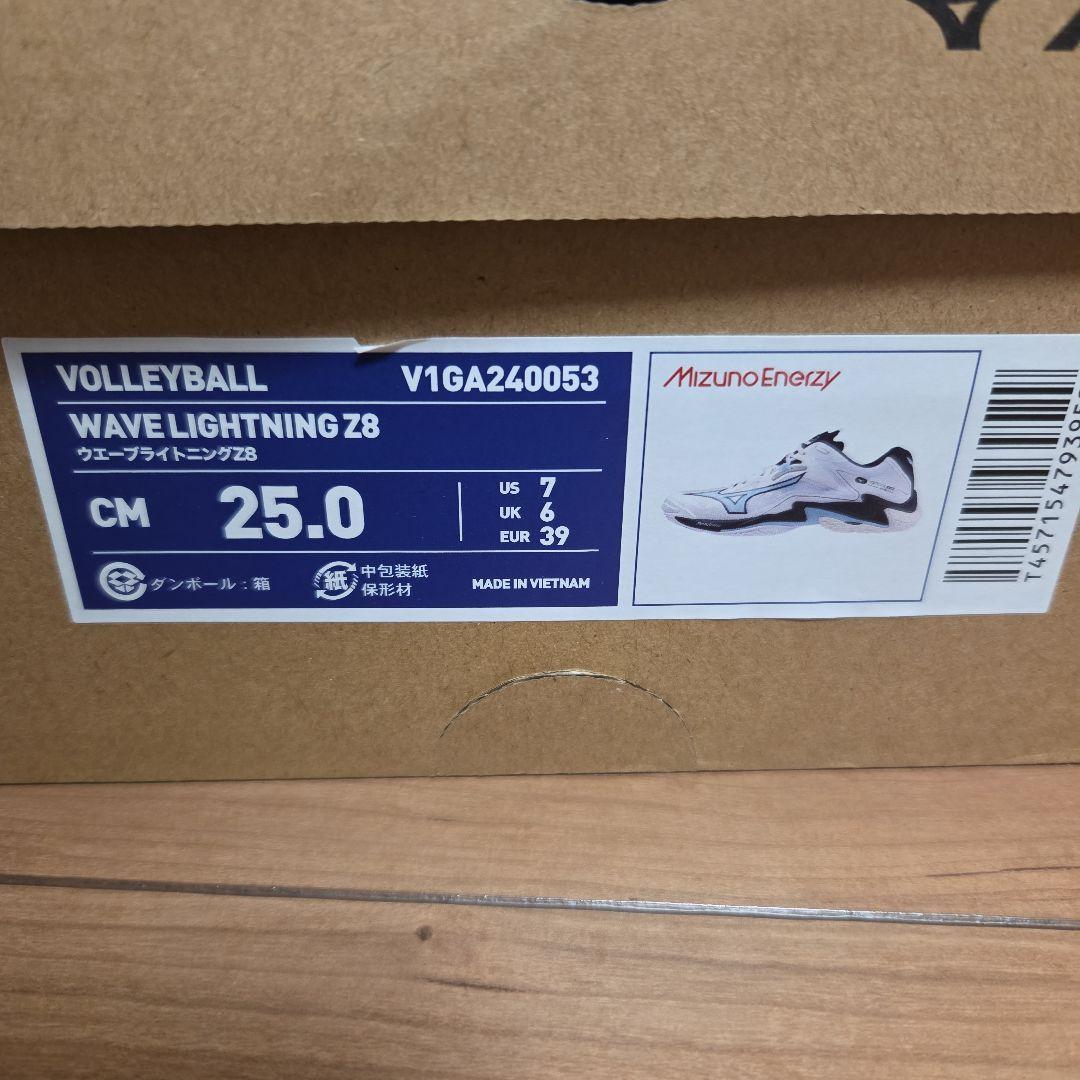 VOLLEYBALL V1GA240053
WAVE LIGHTNING Z8
ウエーブライトニングZ8
CM 25.0
US 7
UK 6
EUR 39
ダンボール:箱
紙 中包装紙
保形材
MADE IN VIETNAM
MizunoEnerzy